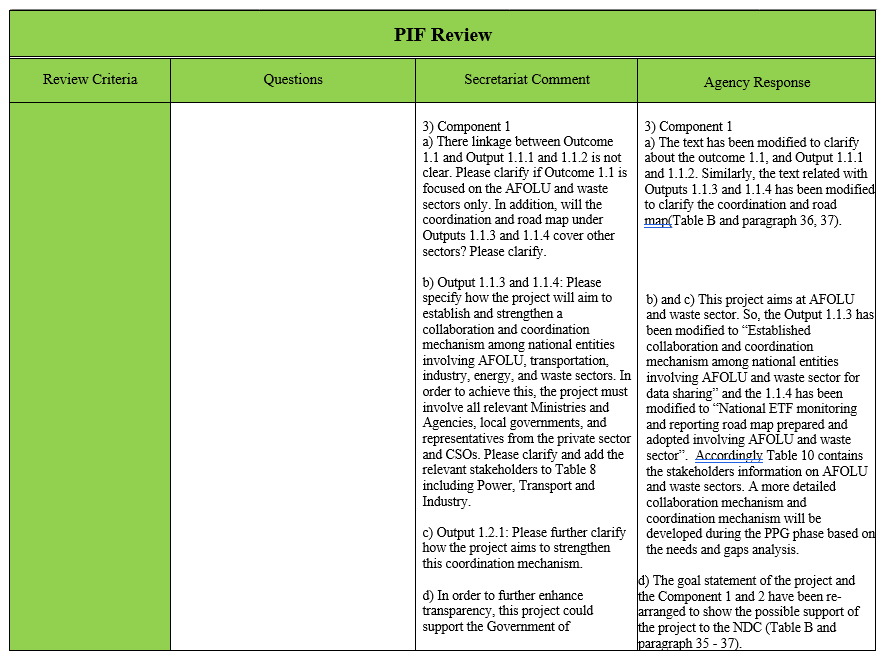 PIF Review
Review Criteria
Questions
Secretariat Comment
Agency Response
3) Component 1
a) There linkage between Outcome
1.1 and Output 1.1.1 and 1.1.2 is not
clear. Please clarify if Outcome 1.1 is
focused on the AFOLU and waste
sectors only. In addition, will the
coordination and road map under
Outputs 1.1.3 and 1.1.4 cover other
sectors? Please clarify.
b) Output 1.1.3 and 1.1.4: Please
specify how the project will aim to
establish and strengthen a
collaboration and coordination
mechanism among national entities
involving AFOLU, transportation,
industry, energy, and waste sectors. In
order to achieve this, the project must
involve all relevant Ministries and
Agencies, local governments, and
representatives from the private sector
and CSOs. Please clarify and add the
relevant stakeholders to Table 8
including Power, Transport and
Industry.
c) Output 1.2.1: Please further clarify
how the project aims to strengthen
this coordination mechanism.
d) In order to further enhance
transparency, this project could
support the Government of
3) Component 1
a) The text has been modified to clarify
about the outcome 1.1, and Output 1.1.1
and 1.1.2. Similarly, the text related with
Outputs 1.1.3 and 1.1.4 has been modified
to clarify the coordination and road
map(Table B and paragraph 36, 37).
b) and c) This project aims at AFOLU
and waste sector. So, the Output 1.1.3 has
been modified to “Established
collaboration and coordination
mechanism among national entities
involving AFOLU and waste sector for
data sharing” and the 1.1.4 has been
modified to “National ETF monitoring
and reporting road map prepared and
adopted involving AFOLU and waste
sector”. Accordingly Table 10 contains
the stakeholders information on AFOLU
and waste sectors. A more detailed
collaboration mechanism and
coordination mechanism will be
developed during the PPG phase based on
the needs and gaps analysis.
d) The goal statement of the project and
the Component 1 and 2 have been re-
arranged to show the possible support of
the project to the NDC (Table B and
paragraph 35 - 37).